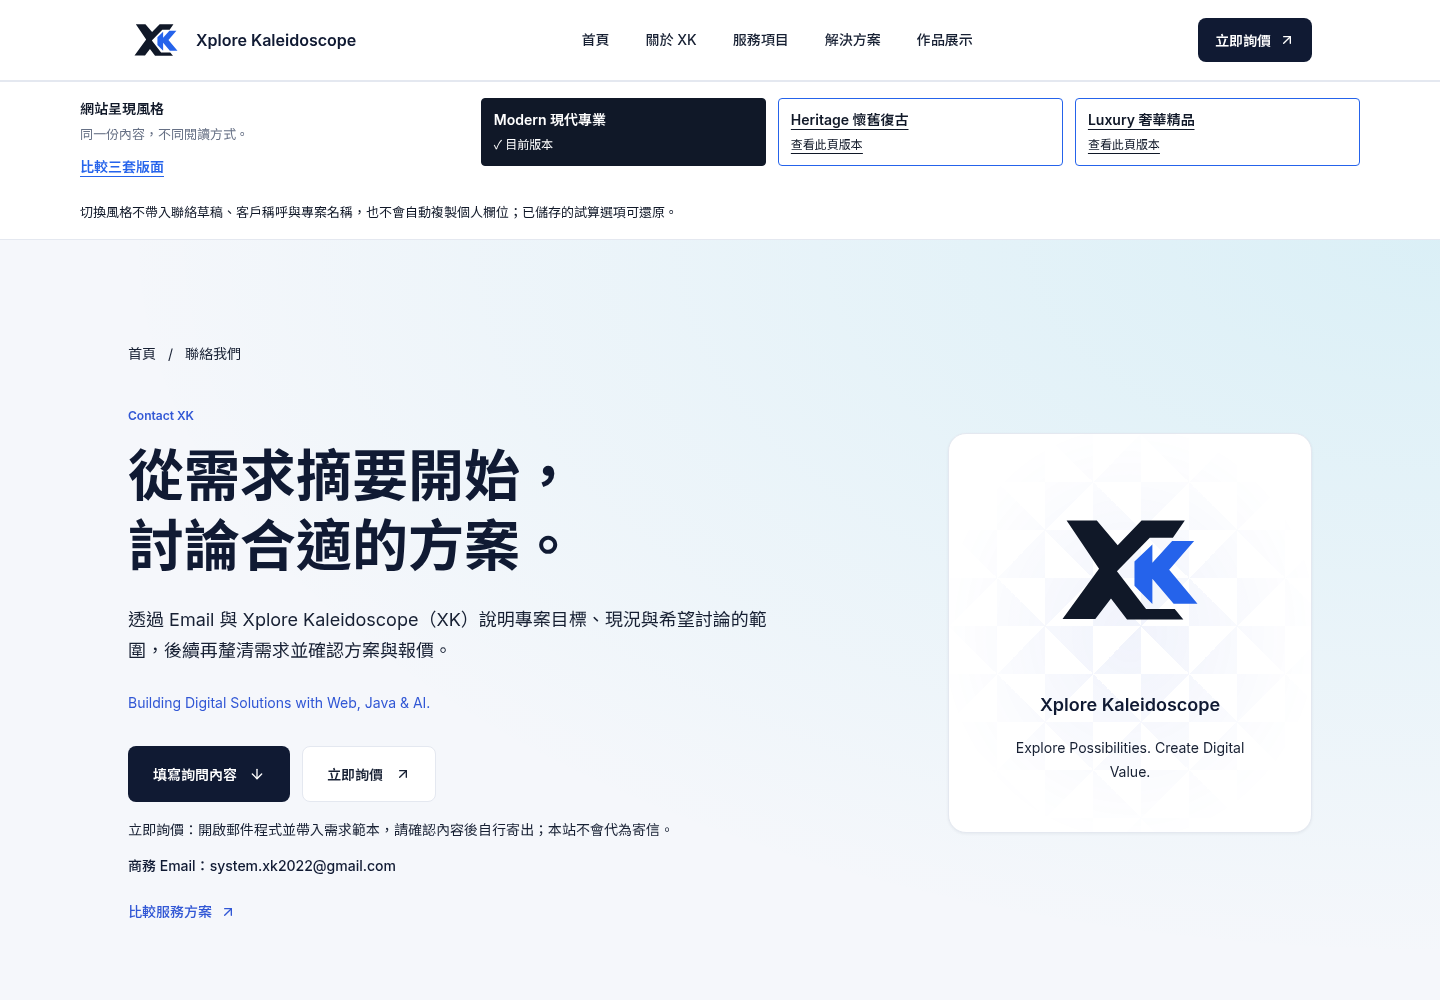 Xplore Kaleidoscope
首頁 關於 XK 服務項目 解決方案 作品展示
立即詢價
網站呈現風格
同一份內容，不同閱讀方式。
比較三套版面
Modern 現代專業
✓ 目前版本
Heritage 懷舊復古
查看此頁版本
Luxury 奢華精品
查看此頁版本
切換風格不帶入聯絡草稿、客戶稱呼與專案名稱，也不會自動複製個人欄位；已儲存的試算選項可還原。
首頁 / 聯絡我們
Contact XK
從需求摘要開始，
討論合適的方案。
透過 Email 與 Xplore Kaleidoscope（XK）說明專案目標、現況與希望討論的範
圍，後續再釐清需求並確認方案與報價。
Building Digital Solutions with Web, Java & AI.
填寫詢問內容
立即詢價
立即詢價：開啟郵件程式並帶入需求範本，請確認內容後自行寄出；本站不會代為寄信。
商務 Email：system.xk2022@gmail.com
比較服務方案
XK
Xplore Kaleidoscope
Explore Possibilities. Create Digital
Value.